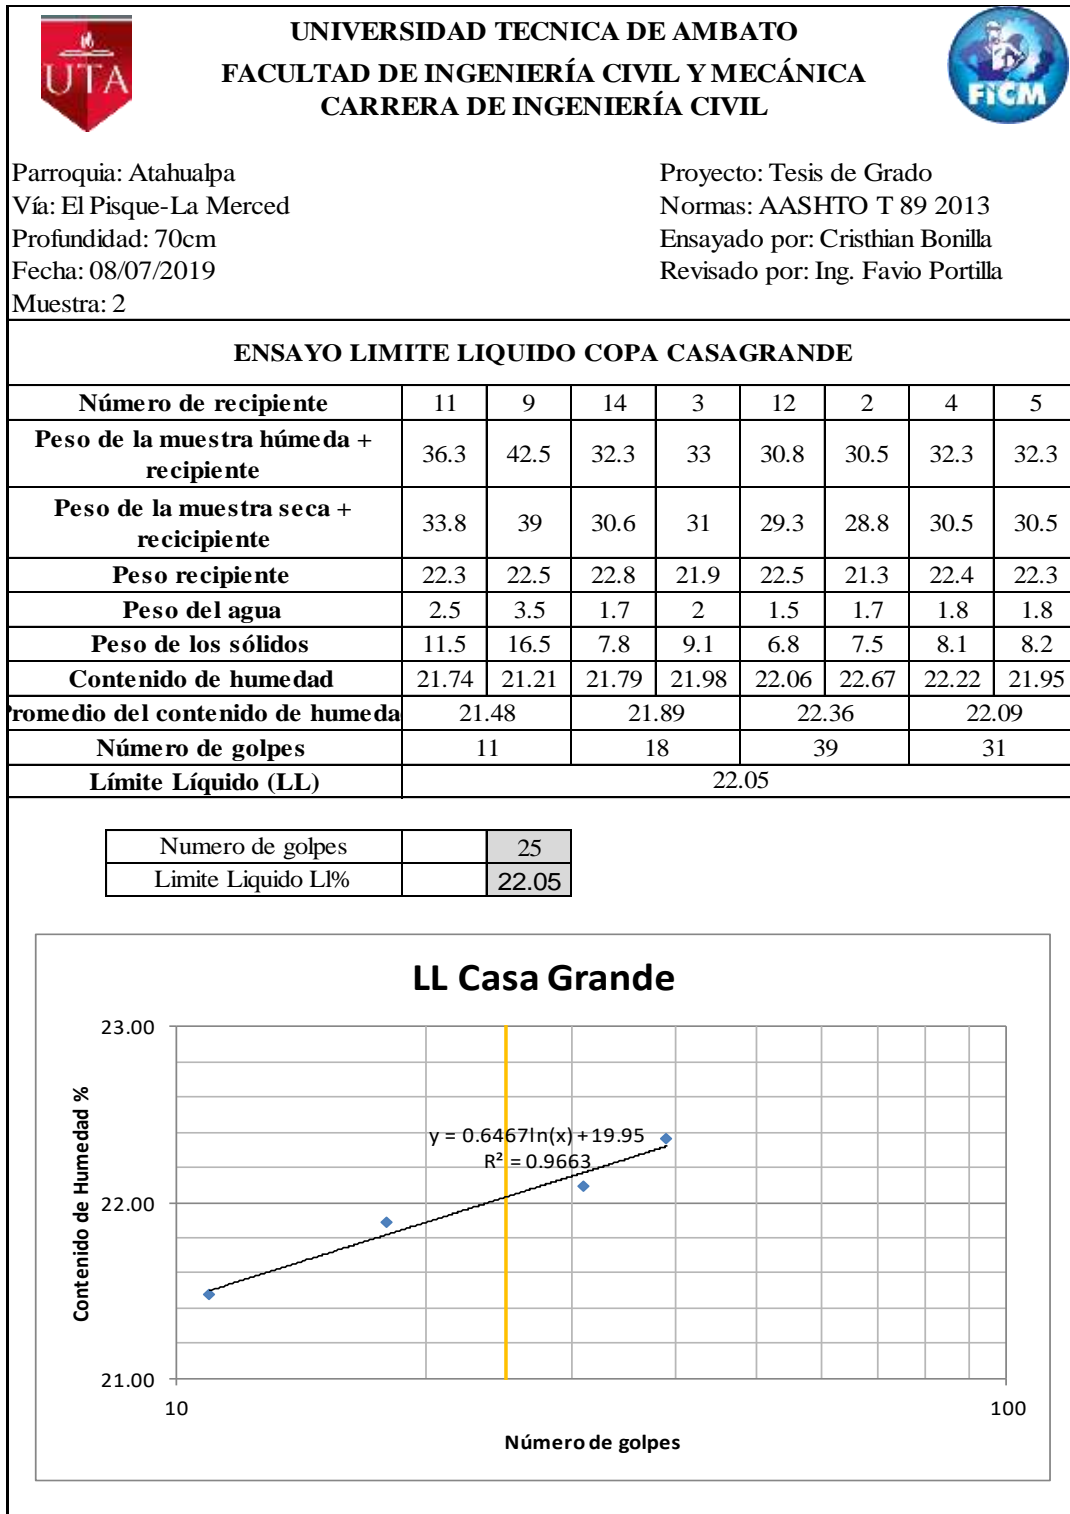 UTA
UNIVERSIDAD TECNICA DE AMBATO
FACULTAD DE INGENIERÍA CIVIL Y MECÁNICA
CARRERA DE INGENIERÍA CIVIL
FICM
Parroquia: Atahualpa
Vía: El Pisque-La Merced
Profundidad: 70cm
Fecha: 08/07/2019
Muestra: 2
Proyecto: Tesis de Grado
Normas: AASHTO T 89 2013
Ensayado por: Cristhian Bonilla
Revisado por: Ing. Favio Portilla
ENSAYO LIMITE LIQUIDO COPA CASAGRANDE
Número de recipiente 11 9 14 3 12 2 4 5
Peso de la muestra húmeda +
recipiente 36.3 42.5 32.3 33 30.8 30.5 32.3 32.3
Peso de la muestra seca +
recicipiente 33.8 39 30.6 31 29.3 28.8 30.5 30.5
Peso recipiente 22.3 22.5 22.8 21.9 22.5 21.3 22.4 22.3
Peso del agua 2.5 3.5 1.7 2 1.5 1.7 1.8 1.8
Peso de los sólidos 11.5 16.5 7.8 9.1 6.8 7.5 8.1 8.2
Contenido de humedad 21.74 21.21 21.79 21.98 22.06 22.67 22.22 21.95
romedio del contenido de humeda 21.48 21.89 22.36 22.09
Número de golpes 11 18 39 31
Límite Líquido (LL) 22.05
Numero de golpes 25
Limite Liquido Ll% 22.05
LL Casa Grande
23.00
22.00
21.00
Contenido de Humedad %
y = 0.6467ln(x) + 19.95
R² = 0.9663
10
100
Número de golpes